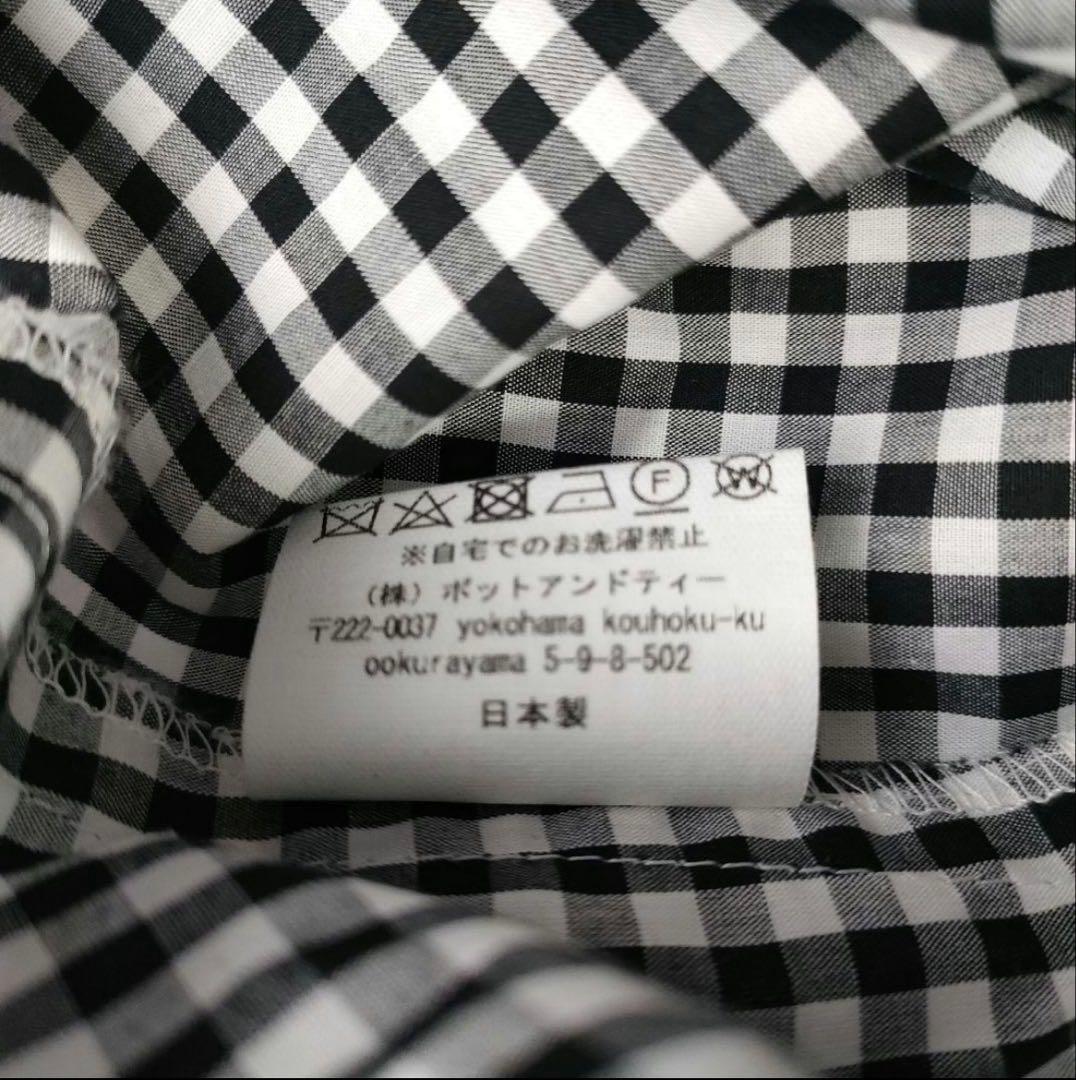 F W
※自宅でのお洗濯禁止
(株) ポットアンドティー
〒222-0037 yokohama kouhoku-ku
ookurayama 5-9-8-502
日本製